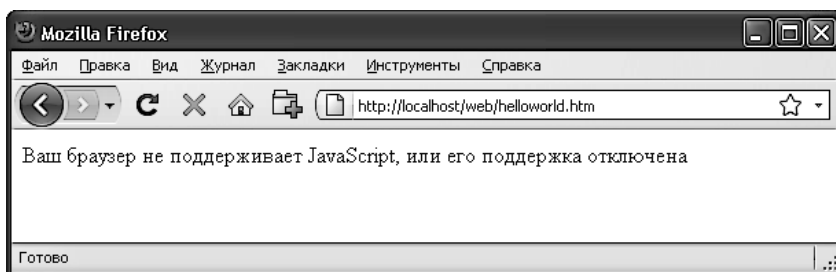 Mozilla Firefox
Файл Правка Вид Журнал Закладки Инструменты Справка
http://localhost/web/helloworld.htm
Ваш браузер не поддерживает JavaScript, или его поддержка отключена
Готово